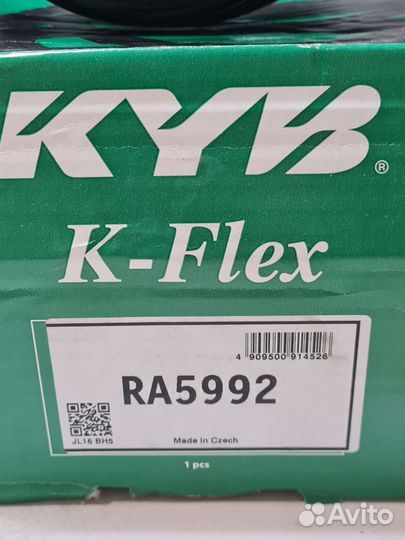 KYB®
K-Flex
4 909500 914526
RA5992
JL16 BH5
Made in Czech
1 pcs
Avito